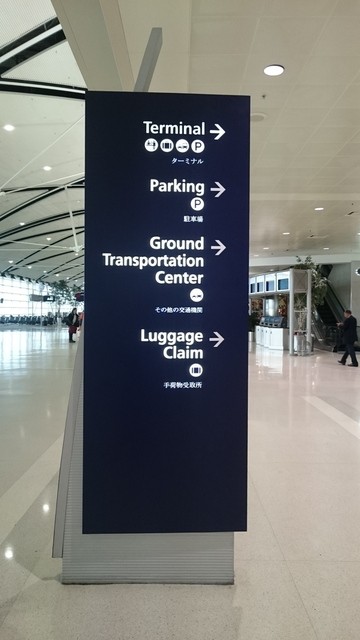 Terminal
P
ターミナル
Parking
P
駐車場
Ground
Transportation
Center
その他の交通機関
Luggage
Claim
手荷物受取所